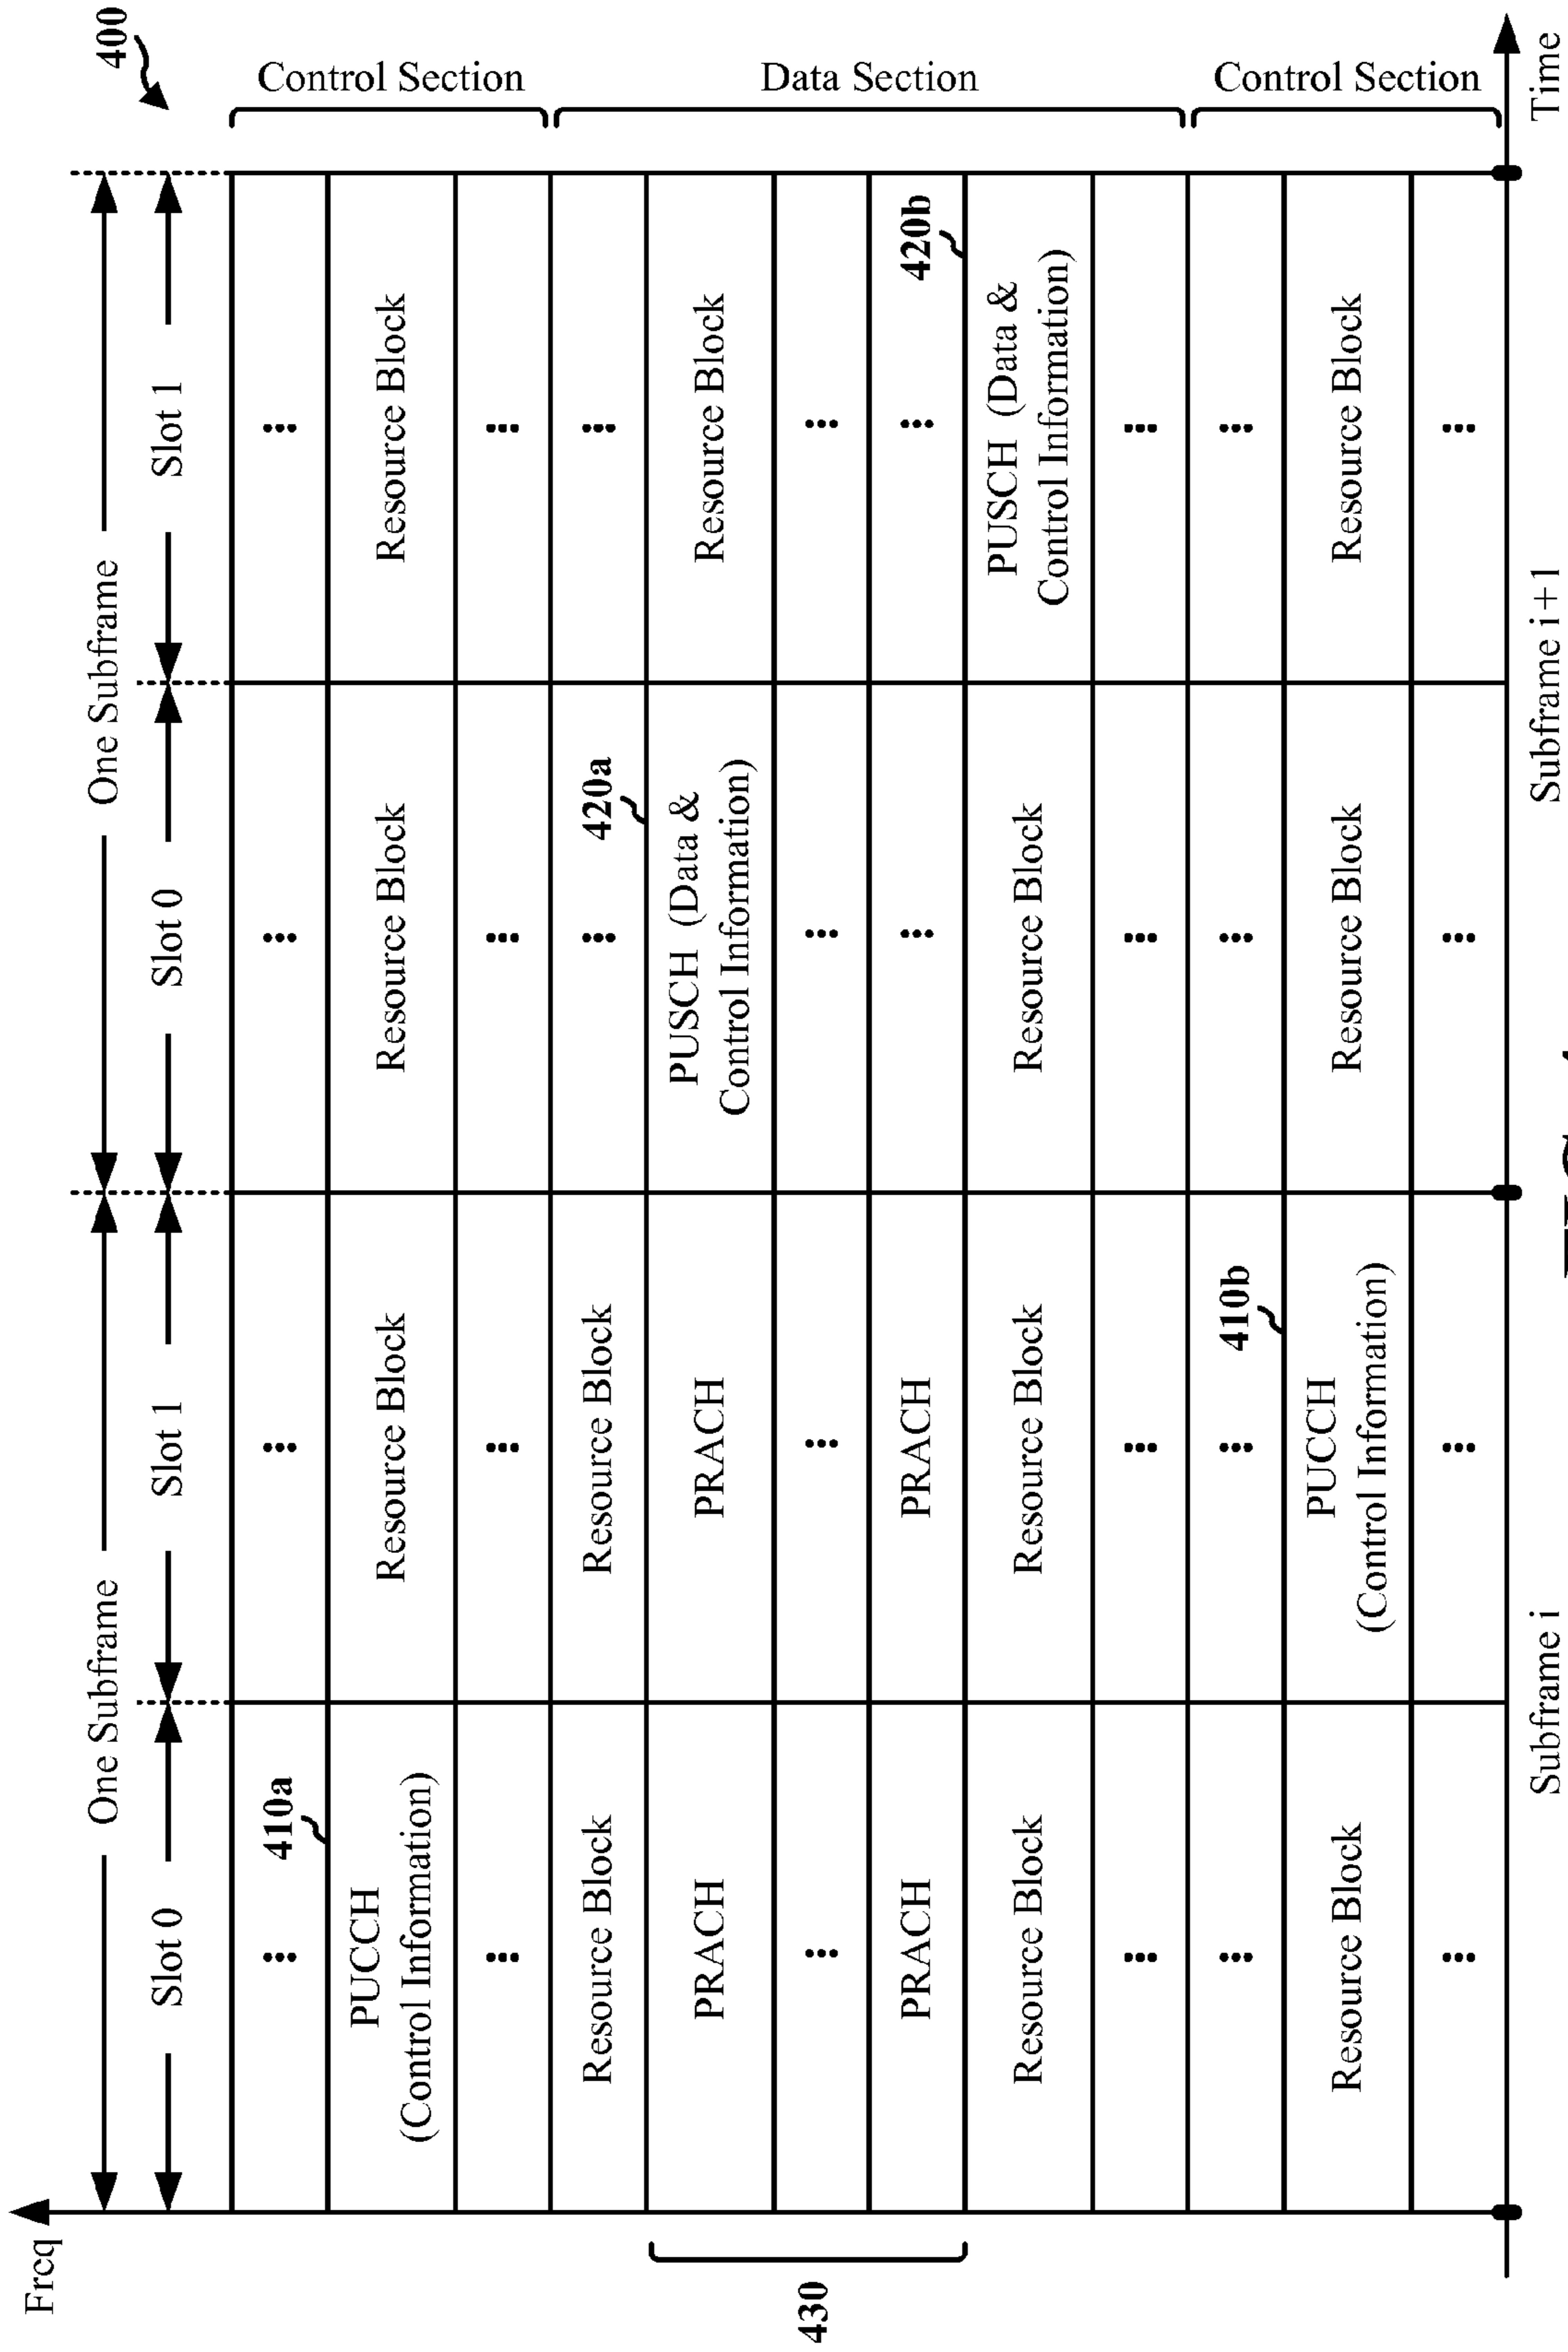 400
One Subframe
One Subframe
Slot 0
Slot 1
Slot 0
Slot 1
Frcq
Control Section
Data Section
Control Section
410a
PUCCH
(Control Information)
Resource Block
Resource Block
Resource Block
Resource Block
Resource Block
420a
430
PRACH
PRACH
PUSCH (Data &
Control Information)
Resource Block
PRACH
PRACH
420b
Resource Block
Resource Block
Resource Block
PUSCH (Data &
Control Information)
410b
Resource Block
PUCCH
(Control Information)
Resource Block
Resource Block
Subframe i
Subframe i+1
Time